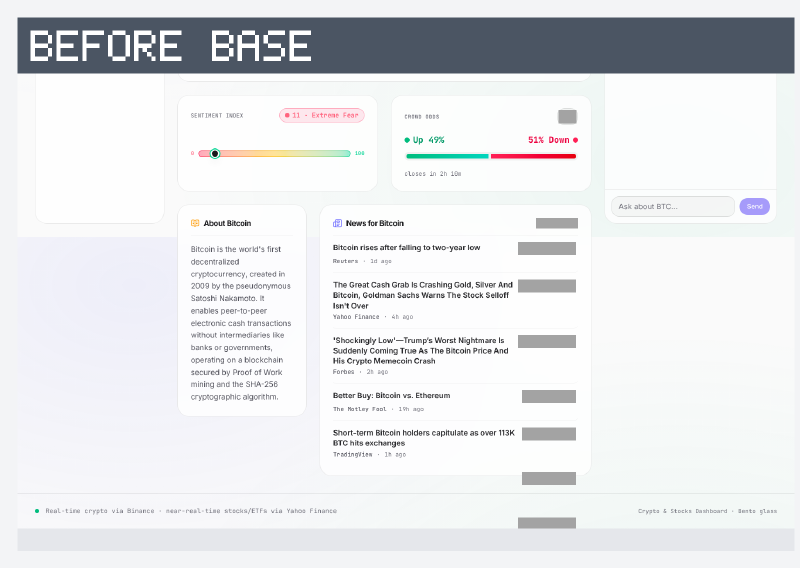 BEFORE BASE
SENTIMENT INDEX
11 - Extreme Fear
0
100
CROWD ODDS
Up 49%
51% Down
closes in 2h 10m
Ask about BTC...
Send
About Bitcoin
Bitcoin is the world's first
decentralized
cryptocurrency, created in
2009 by the pseudonymous
Satoshi Nakamoto. It
enables peer-to-peer
electronic cash transactions
without intermediaries like
banks or governments,
operating on a blockchain
secured by Proof of Work
mining and the SHA-256
cryptographic algorithm.
News for Bitcoin
Bitcoin rises after falling to two-year low
Reuters · 1d ago
The Great Cash Grab Is Crashing Gold, Silver And
Bitcoin, Goldman Sachs Warns The Stock Selloff
Isn't Over
Yahoo Finance · 4h ago
'Shockingly Low'—Trump's Worst Nightmare Is
Suddenly Coming True As The Bitcoin Price And
His Crypto Memecoin Crash
Forbes · 2h ago
Better Buy: Bitcoin vs. Ethereum
The Motley Fool · 19h ago
Short-term Bitcoin holders capitulate as over 113K
BTC hits exchanges
TradingView · 1h ago
Real-time crypto via Binance · near-real-time stocks/ETFs via Yahoo Finance
Crypto & Stocks Dashboard · Bento glass